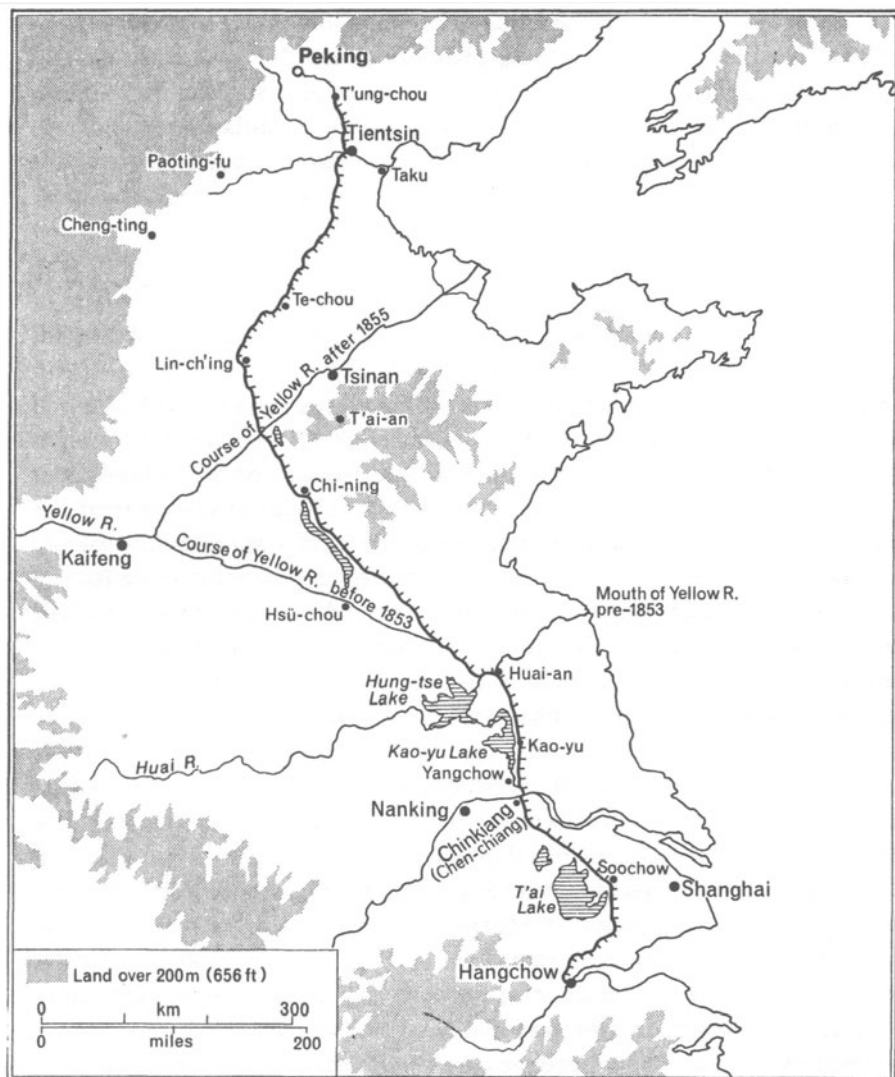 Peking
T'ung-chou
Tientsin
Paoting-fu
Taku
Cheng-ting
Te-chou
Course of Yellow R. after 1855
Lin-ch'ing
Tsinan
T'ai-an
Chi-ning
Yellow R.
Kaifeng
Course of Yellow R. before 1853
Mouth of Yellow R.
pre-1853
Hsü-chou
Huai-an
Hung-tse
Lake
Kao-yu Lake
Kao-yu
Huai R.
Yangchow
Nanking
Chinkiang
(Chen-chiang)
Soochow
Shanghai
T'ai
Lake
Hangchow
Land over 200m (656 ft)
0 km 300
0 miles 200